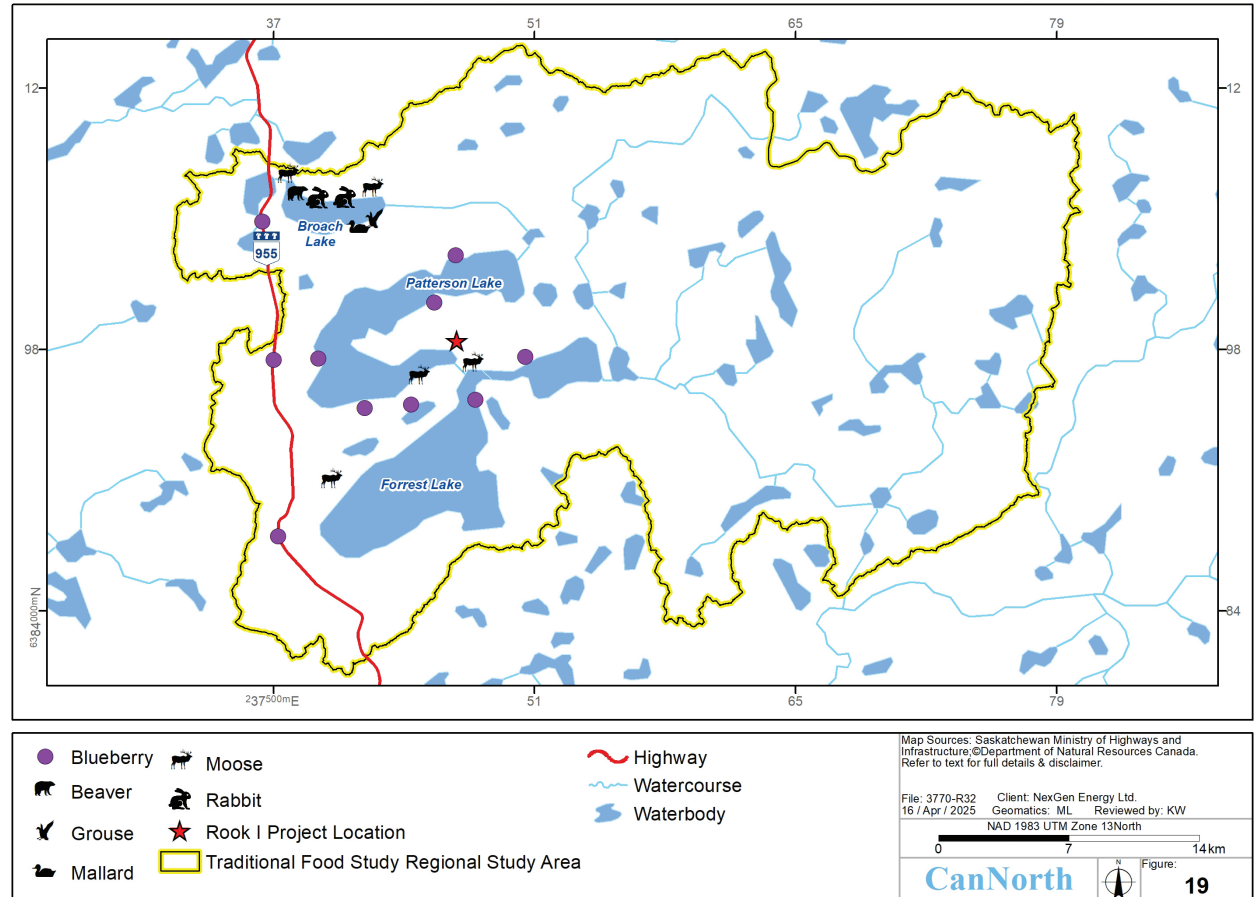 37 51 65 79
12 12
Broach
Lake
955
Patterson Lake
98 98
Forrest Lake
6384000mN 84
237500mE 51 65 79
Blueberry
Beaver
Grouse
Mallard
Moose
Rabbit
Rook I Project Location
Traditional Food Study Regional Study Area
Highway
Watercourse
Waterbody
Map Sources: Saskatchewan Ministry of Highways and
Infrastructure;©Department of Natural Resources Canada.
Refer to text for full details & disclaimer.
File: 3770-R32 Client: NexGen Energy Ltd.
16 / Apr / 2025 Geomatics: ML Reviewed by: KW
NAD 1983 UTM Zone 13North
0 7 14km
CanNorth
N
Figure:
19